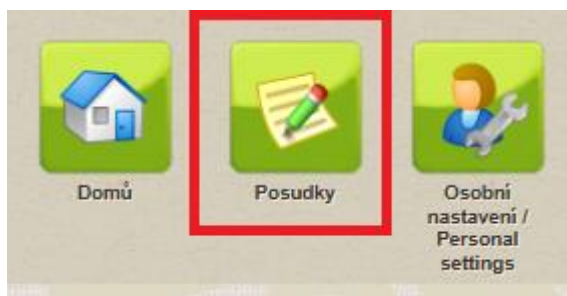 Domů
Posudky
Osobní
nastavení /
Personal
settings